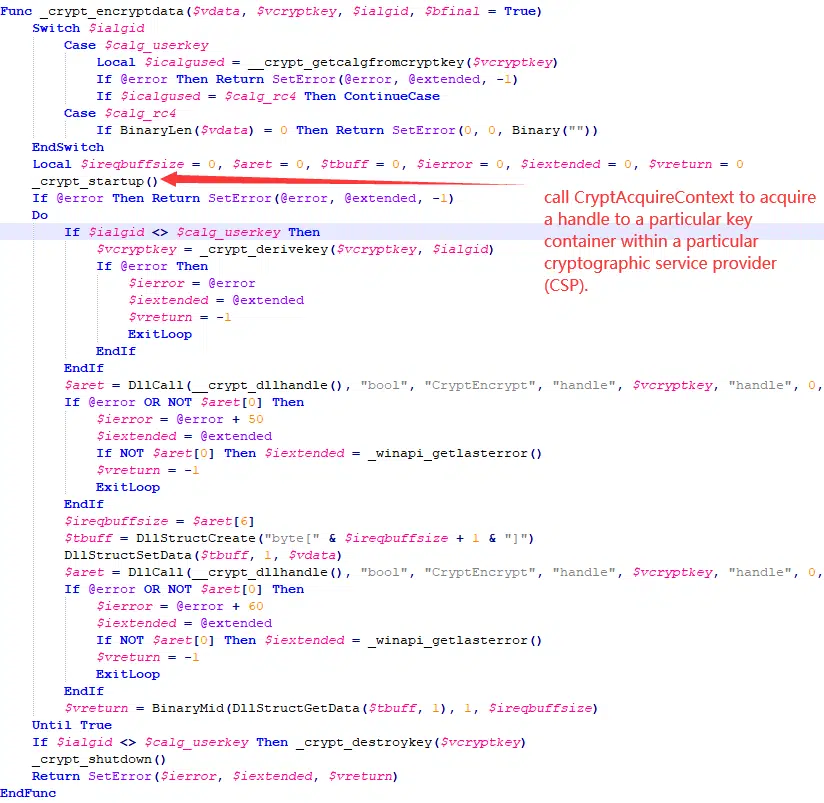 Func _crypt_encryptdata($vdata, $vcryptkey, $ialgid, $bfinal = True)
Switch $ialgid
Case $calg_userkey
Local $icalgused = __crypt_getcalgfromcryptkey($vcryptkey)
If @error Then Return SetError(@error, @extended, -1)
If $icalgused = $calg_rc4 Then ContinueCase
Case $calg_rc4
If BinaryLen($vdata) = 0 Then Return SetError(0, 0, Binary(""))
EndSwitch
Local $ireqbuffsize = 0, $aret = 0, $tbuff = 0, $ierror = 0, $iextended = 0, $vreturn = 0
_crypt_startup()
If @error Then Return SetError(@error, @extended, -1)
Do
If $ialgid <> $calg_userkey Then
$vcryptkey = _crypt_derivekey($vcryptkey, $ialgid)
If @error Then
$ierror = @error
$iextended = @extended
$vreturn = -1
ExitLoop
EndIf
EndIf
$aret = DllCall(__crypt_dllhandle(), "bool", "CryptEncrypt", "handle", $vcryptkey, "handle", 0,
If @error OR NOT $aret[0] Then
$ierror = @error + 50
$iextended = @extended
If NOT $aret[0] Then $iextended = _winapi_getlasterror()
$vreturn = -1
ExitLoop
EndIf
$ireqbuffsize = $aret[6]
$tbuff = DllStructCreate("byte[" & $ireqbuffsize + 1 & "]")
DllStructSetData($tbuff, 1, $vdata)
$aret = DllCall(__crypt_dllhandle(), "bool", "CryptEncrypt", "handle", $vcryptkey, "handle", 0,
If @error OR NOT $aret[0] Then
$ierror = @error + 60
$iextended = @extended
If NOT $aret[0] Then $iextended = _winapi_getlasterror()
$vreturn = -1
ExitLoop
EndIf
$vreturn = BinaryMid(DllStructGetData($tbuff, 1), 1, $ireqbuffsize)
Until True
If $ialgid <> $calg_userkey Then _crypt_destroykey($vcryptkey)
_crypt_shutdown()
Return SetError($ierror, $iextended, $vreturn)
EndFunc
call CryptAcquireContext to acquire
a handle to a particular key
container within a particular
cryptographic service provider
(CSP).